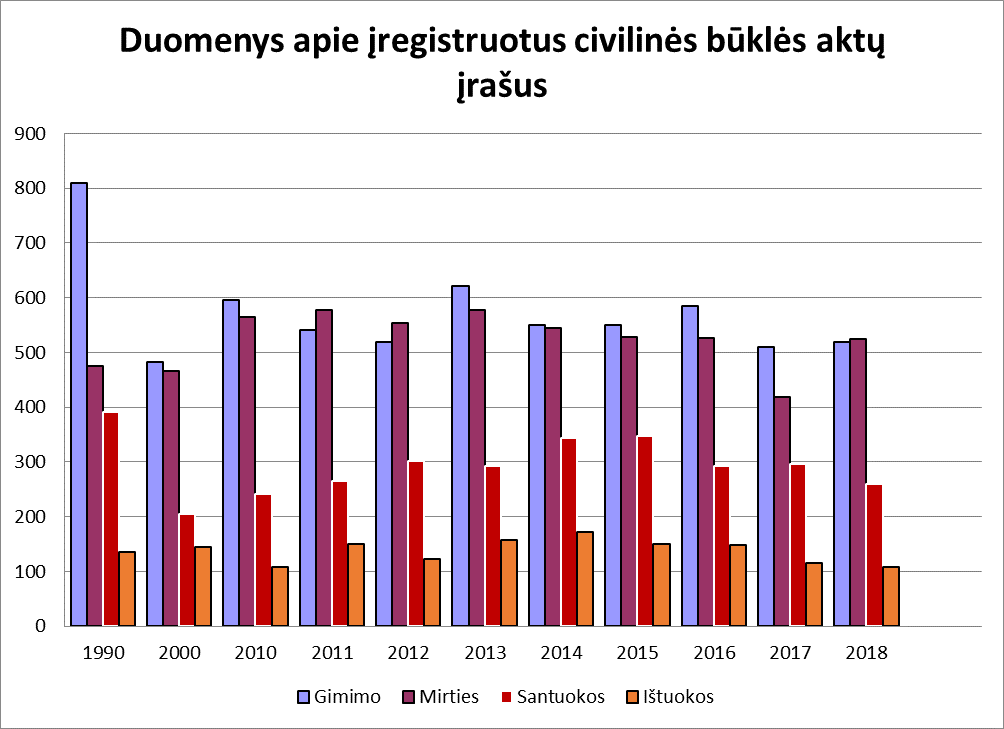 Duomenys apie įregistruotus civilinės būklės aktų
įrašus
900
800
700
600
500
400
300
200
100
0
1990 2000 2010 2011 2012 2013 2014 2015 2016 2017 2018
Gimimo Mirties Santuokos Ištuokos